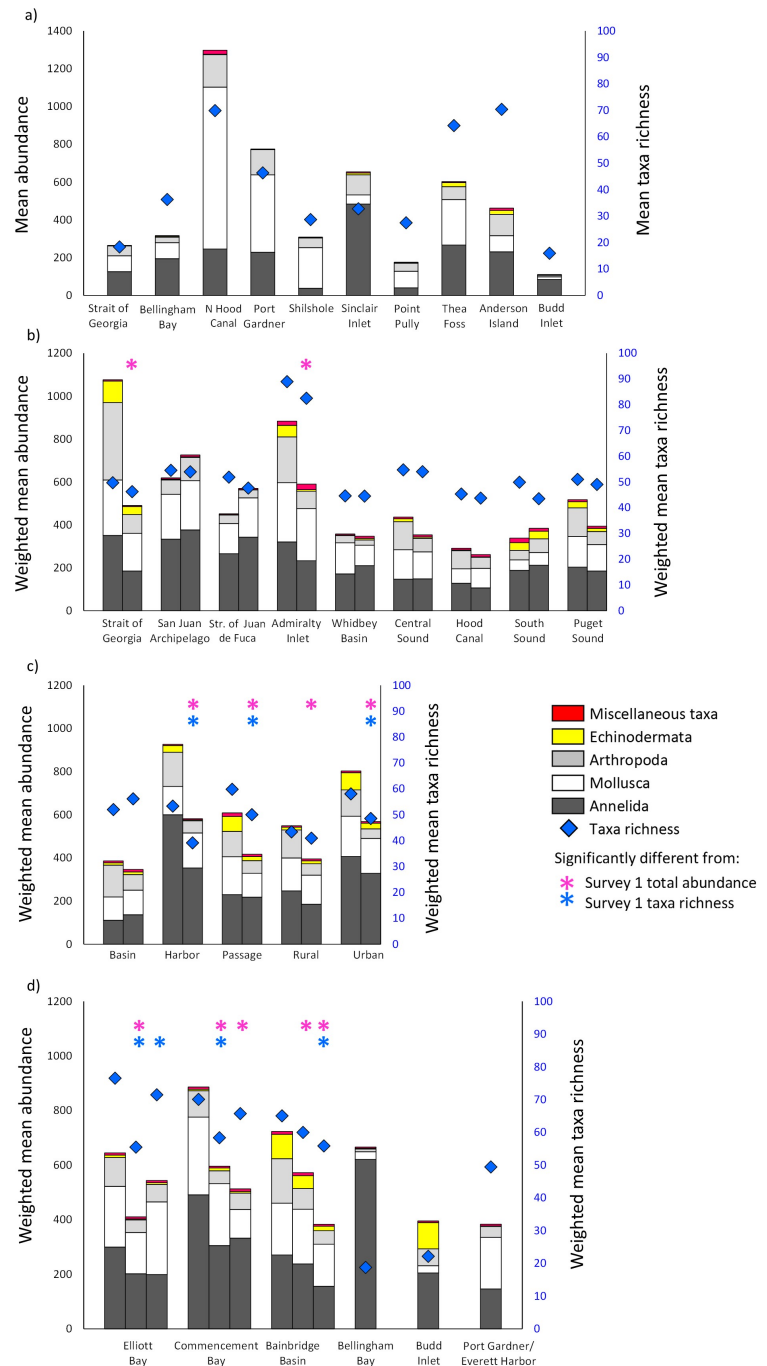 a)
1400
1200
1000
800
600
400
200
0
Mean abundance
100
90
80
70
60
50
40
30
20
10
0
Mean taxa richness
Strait of Georgia
Bellingham Bay
N Hood Canal
Port Gardner
Shilshole
Sinclair Inlet
Point Pully
Thea Foss
Anderson Island
Budd Inlet
b)
1200
1000
800
600
400
200
0
Weighted mean abundance
*
*
100
90
80
70
60
50
40
30
20
10
0
Weighted mean taxa richness
Strait of Georgia
San Juan Archipelago
Str. of Juan de Fuca
Admiralty Inlet
Whidbey Basin
Central Sound
Hood Canal
South Sound
Puget Sound
c)
1200
1000
800
600
400
200
0
Weighted mean abundance
* * * *
* * *
100
90
80
70
60
50
40
30
20
10
0
Weighted mean taxa richness
Basin
Harbor
Passage
Rural
Urban
Miscellaneous taxa
Echinodermata
Arthropoda
Mollusca
Annelida
Taxa richness
Significantly different from:
* Survey 1 total abundance
* Survey 1 taxa richness
d)
1200
1000
800
600
400
200
0
Weighted mean abundance
* * * * *
* * * *
100
90
80
70
60
50
40
30
20
10
0
Weighted mean taxa richness
Elliott Bay
Commencement Bay
Bainbridge Basin
Bellingham Bay
Budd Inlet
Port Gardner/ Everett Harbor